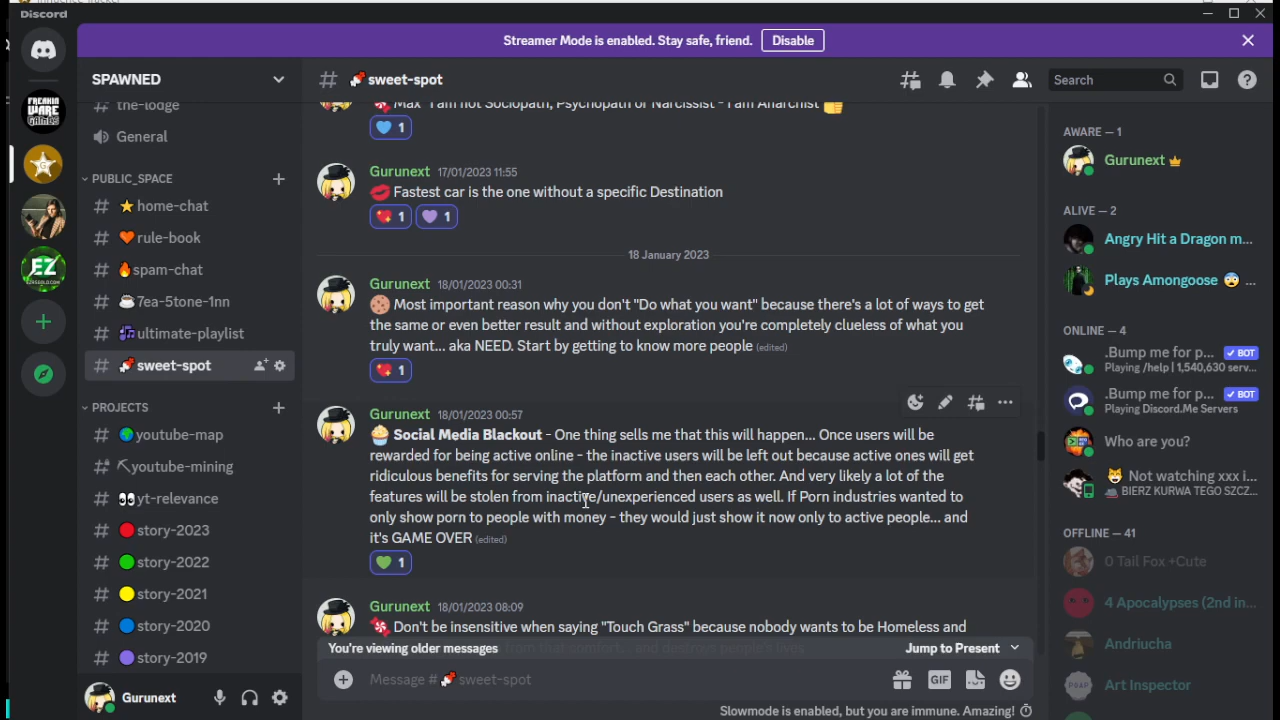 Discord
Streamer Mode is enabled. Stay safe, friend. Disable
SPAWNED
# sweet-spot
Search
the-lodge
General
PUBLIC_SPACE
home-chat
rule-book
spam-chat
7ea-5tone-1nn
ultimate-playlist
sweet-spot
PROJECTS
youtube-map
youtube-mining
yt-relevance
story-2023
story-2022
story-2021
story-2020
story-2019
Gurunext
Max "I am not Sociopath, Psychopath or Narcissist - I am Anarchist
1
Gurunext 17/01/2023 11:55
Fastest car is the one without a specific Destination
1 1
18 January 2023
Gurunext 18/01/2023 00:31
Most important reason why you don't "Do what you want" because there's a lot of ways to get
the same or even better result and without exploration you're completely clueless of what you
truly want... aka NEED. Start by getting to know more people (edited)
1
Gurunext 18/01/2023 00:57
Social Media Blackout - One thing sells me that this will happen... Once users will be
rewarded for being active online - the inactive users will be left out because active ones will get
ridiculous benefits for serving the platform and then each other. And very likely a lot of the
features will be stolen from inactive/unexperienced users as well. If Porn industries wanted to
only show porn to people with money - they would just show it now only to active people... and
it's GAME OVER (edited)
1
Gurunext 18/01/2023 08:09
Don't be insensitive when saying "Touch Grass" because nobody wants to be Homeless and
You're viewing older messages Jump to Present
Message # sweet-spot
GIF
Slowmode is enabled, but you are immune. Amazing!
AWARE — 1
Gurunext
ALIVE — 2
Angry Hit a Dragon m...
Plays Amongoose ...
ONLINE — 4
.Bump me for p... BOT
Playing /help | 1,540,630 serv...
.Bump me for p... BOT
Playing Discord.Me Servers
Who are you?
Not watching xxx i...
BIERZ KURWA TEGO SZCZ...
OFFLINE — 41
0 Tail Fox +Cute
4 Apocalypses (2nd in...
Andriucha
Art Inspector
FREAKIN
WARE
GAMES
EZ